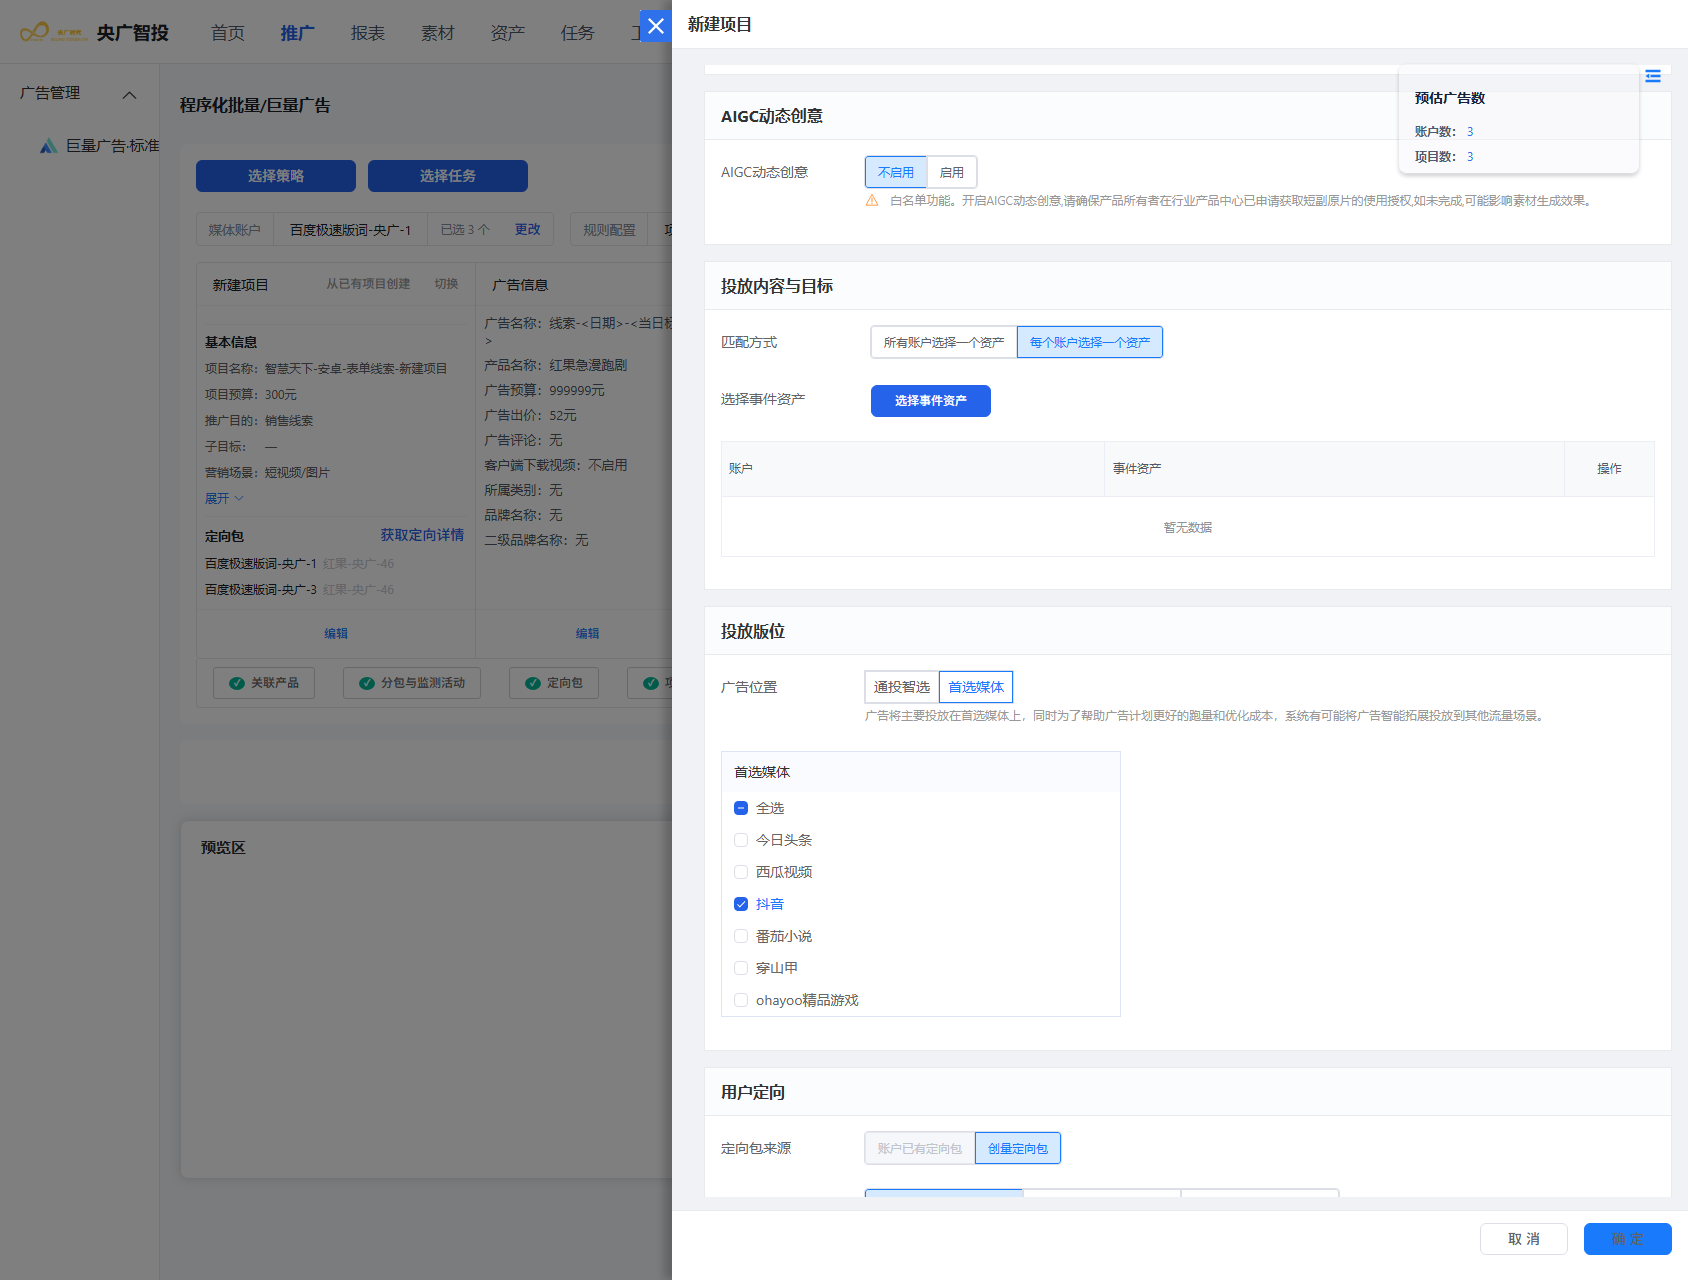 央广智投
首页
推广
报表
素材
资产
任务
广告管理
巨量广告·标准
程序化批量/巨量广告
选择策略
选择任务
媒体账户
百度极速版词-央广-1
已选 3 个
更改
规则配置
新建项目
从已有项目创建
切换
广告信息
基本信息
项目名称：智慧天下-安卓-表单线索-新建项目
项目预算：300元
推广目的：销售线索
子目标：—
营销场景：短视频/图片
展开
定向包
获取定向详情
百度极速版词-央广-1 红果-央广-46
百度极速版词-央广-3 红果-央广-46
编辑
广告名称：线索-<日期>-<当日标
>
产品名称：红果急漫跑剧
广告预算：999999元
广告出价：52元
广告评论：无
客户端下载视频：不启用
所属类别：无
品牌名称：无
二级品牌名称：无
编辑
关联产品
分包与监测活动
定向包
预览区
新建项目
预估广告数
账户数： 3
项目数： 3
AIGC动态创意
AIGC动态创意
不启用
启用
白名单功能。开启AIGC动态创意,请确保产品所有者在行业产品中心已申请获取短副原片的使用授权,如未完成,可能影响素材生成效果。
投放内容与目标
匹配方式
所有账户选择一个资产
每个账户选择一个资产
选择事件资产
选择事件资产
账户
事件资产
操作
暂无数据
投放版位
广告位置
通投智选
首选媒体
广告将主要投放在首选媒体上，同时为了帮助广告计划更好的跑量和优化成本，系统有可能将广告智能拓展投放到其他流量场景。
首选媒体
全选
今日头条
西瓜视频
抖音
番茄小说
穿山甲
ohayoo精品游戏
用户定向
定向包来源
账户已有定向包
创量定向包
取 消
确 定